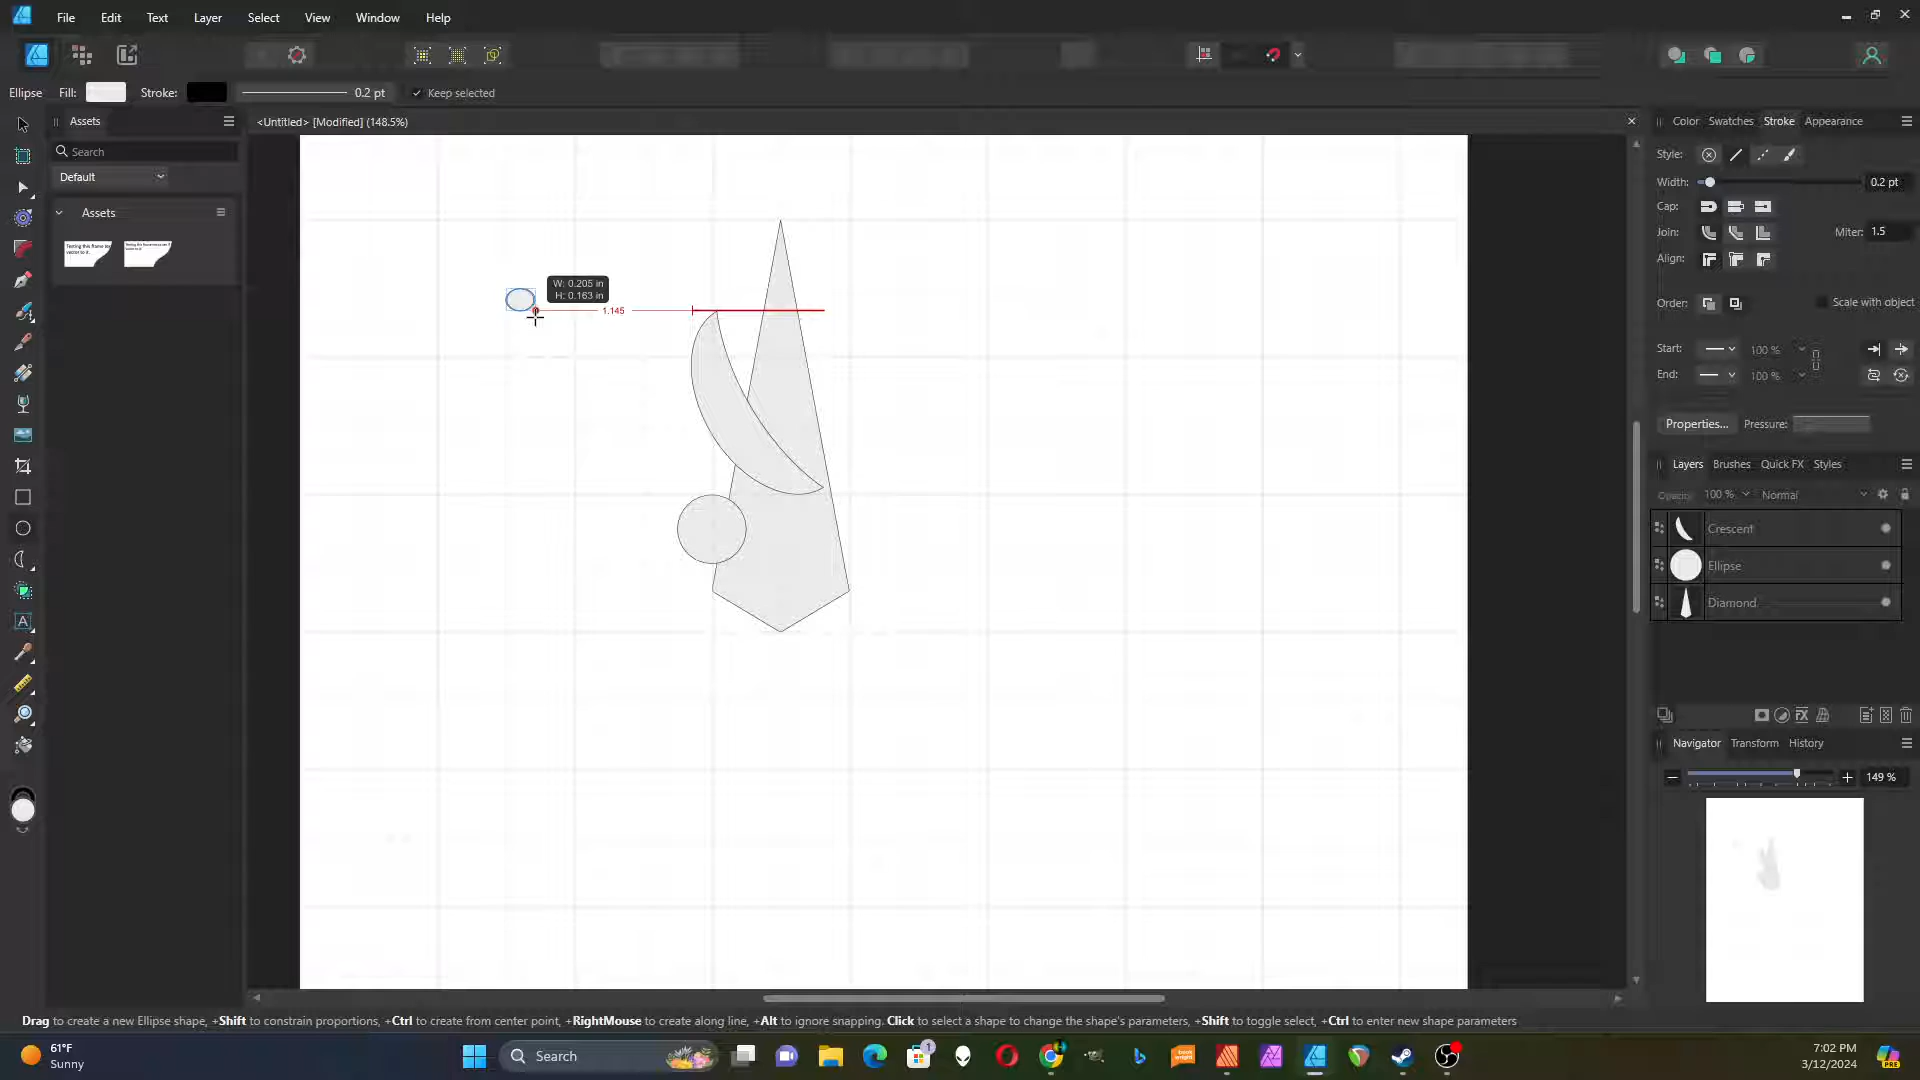 File Edit Text Layer Select View Window Help
Ellipse Fill: Stroke: 0.2 pt Keep selected
Assets
<Untitled> [Modified] (148.5%)
Color Swatches Stroke Appearance
Search
Default
Assets
Style:
Width: 0.2 pt
Cap:
Join: Miter: 1.5
Align:
Order: Scale with object
Start: 100 %
End: 100 %
Properties... Pressure:
W: 0.205 in
H: 0.163 in
1.145
Layers Brushes Quick FX Styles
Opacity: 100 % Normal
Crescent
Ellipse
Diamond
Navigator Transform History
149 %
Drag to create a new Ellipse shape, +Shift to constrain proportions, +Ctrl to create from center point, +RightMouse to create along line, +Alt to ignore snapping. Click to select a shape to change the shape's parameters, +Shift to toggle select, +Ctrl to enter new shape parameters
61°F
Sunny
Search
1
7:02 PM
3/12/2024
PRE